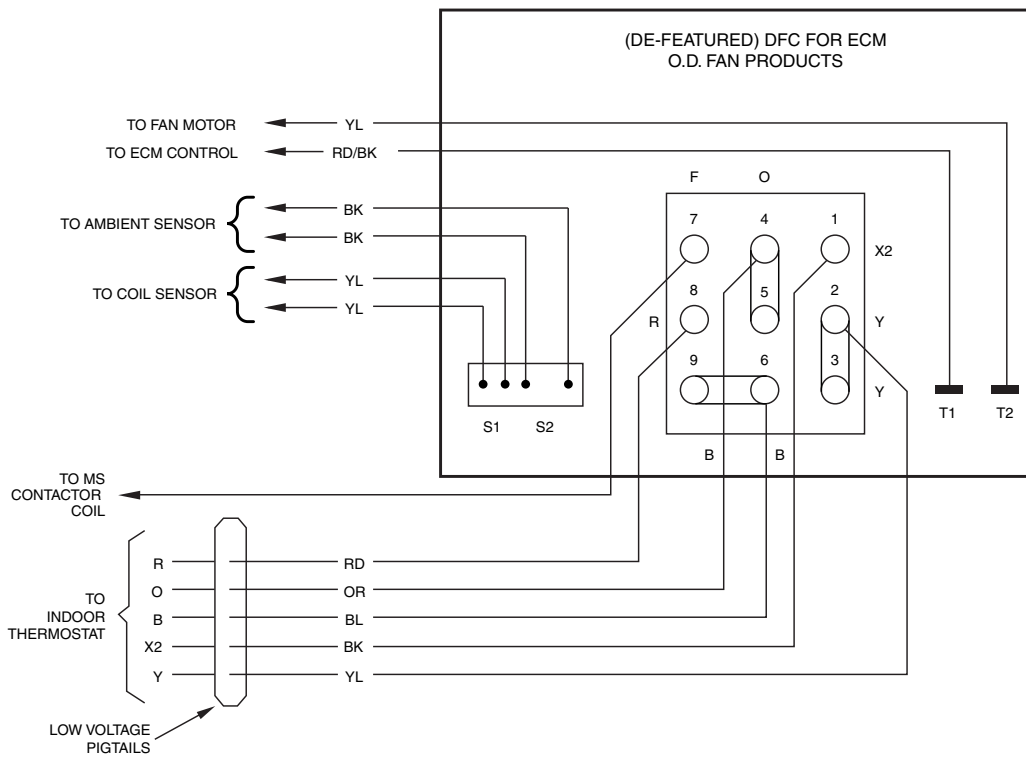 (DE-FEATURED) DFC FOR ECM
O.D. FAN PRODUCTS
TO FAN MOTOR YL
TO ECM CONTROL RD/BK
F O
BK
TO AMBIENT SENSOR
BK
7 4 1
X2
YL
TO COIL SENSOR
YL
8 5 2
R Y
9 6 3
Y
T1 T2
S1 S2
B B
TO MS
CONTACTOR
COIL
R RD
O OR
B BL
X2 BK
Y YL
TO
INDOOR
THERMOSTAT
LOW VOLTAGE
PIGTAILS